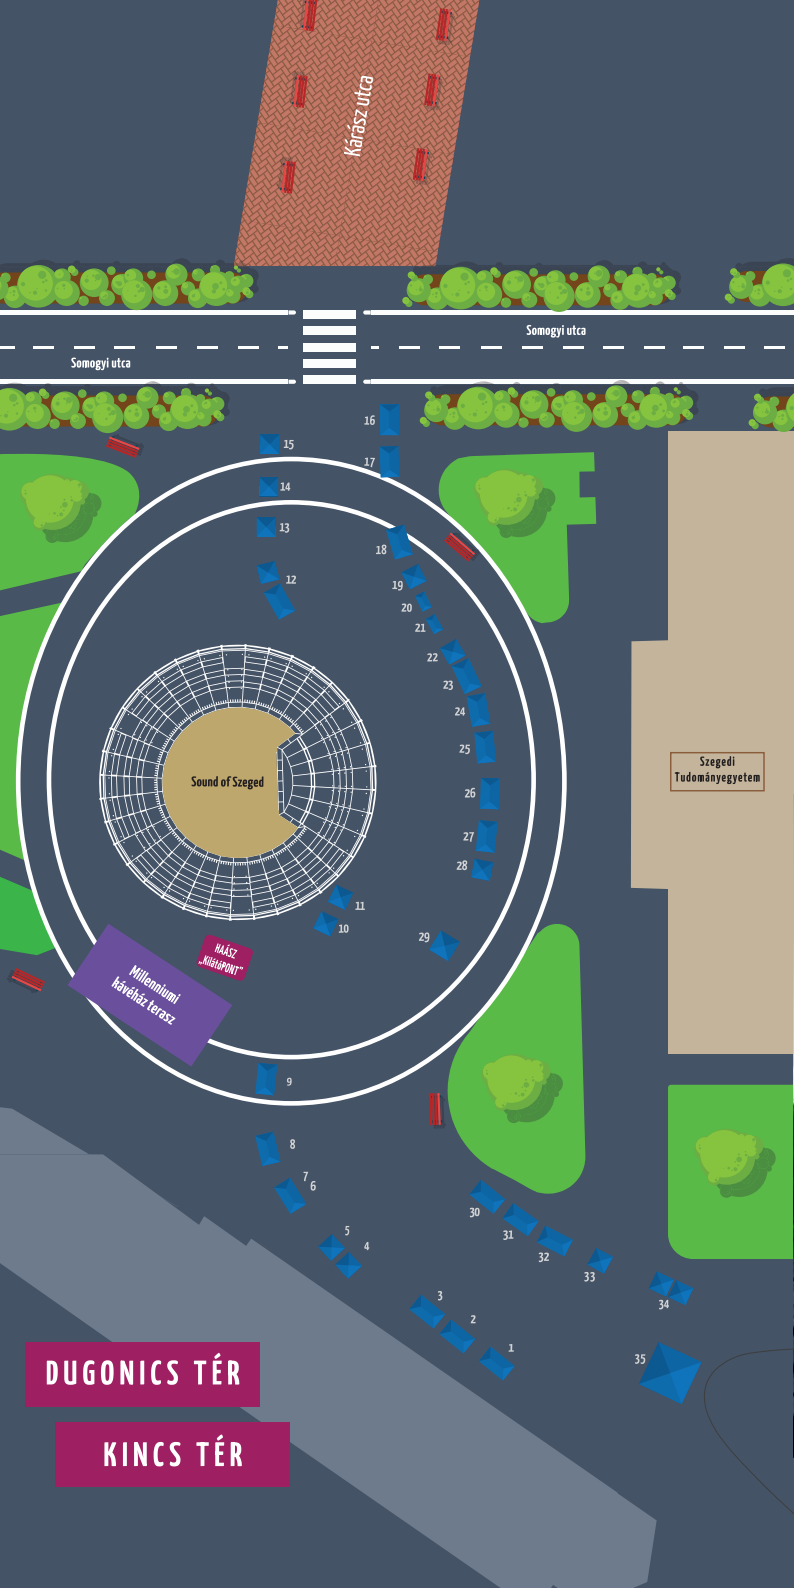 Kárász utca
Somogyi utca
Somogyi utca
16
15
17
14
13
18
12
19
20
21
22
23
24
25
Szegedi
Tudományegyetem
Sound of Szeged
26
27
28
11
10
29
HAÁSZ
„KilátóPONT"
Millenniumi
kávéház terasz
9
8
7
6
30
31
5
4
32
33
3
34
2
1
35
DUGONICS TÉR
KINCS TÉR